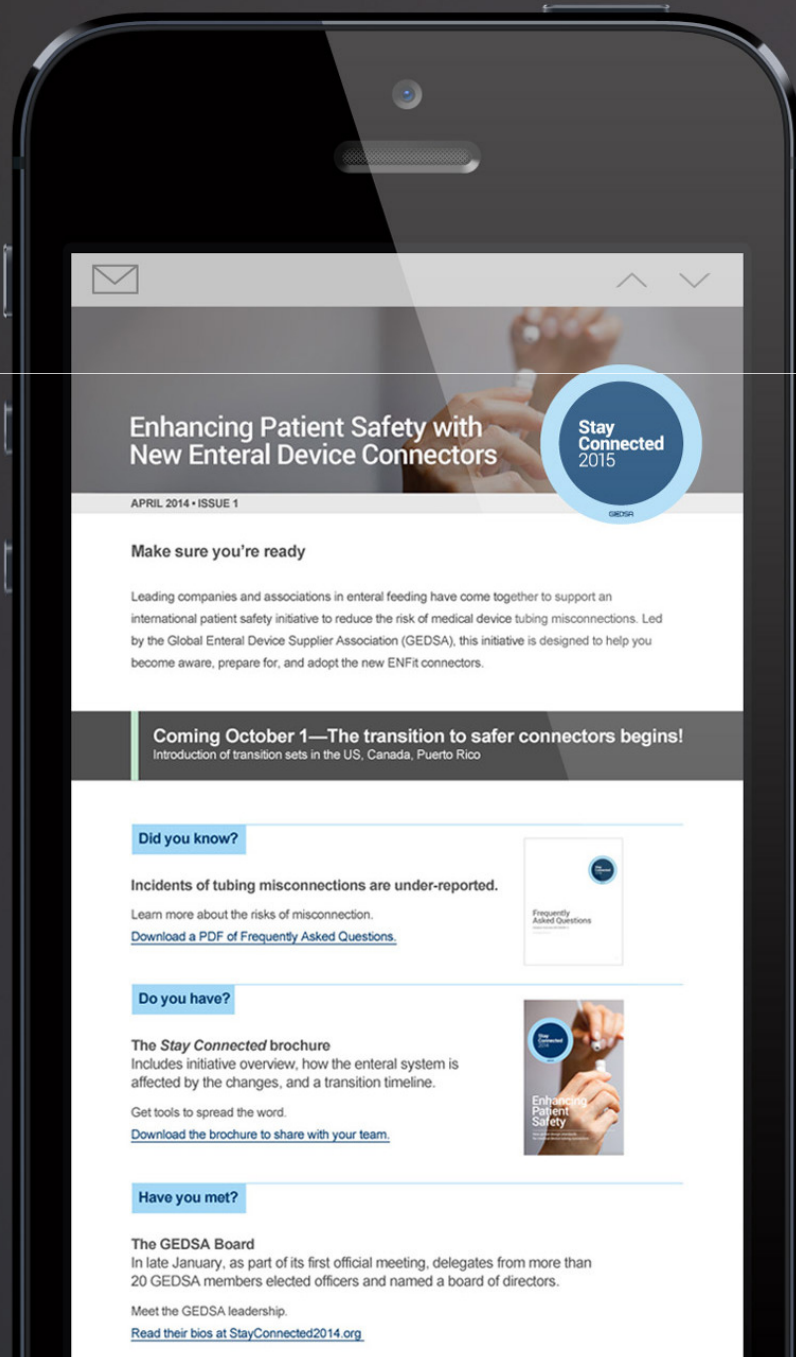 Enhancing Patient Safety with
New Enteral Device Connectors
Stay
Connected
2015
GEDSA
APRIL 2014 • ISSUE 1
Make sure you’re ready
Leading companies and associations in enteral feeding have come together to support an
international patient safety initiative to reduce the risk of medical device tubing misconnections. Led
by the Global Enteral Device Supplier Association (GEDSA), this initiative is designed to help you
become aware, prepare for, and adopt the new ENFit connectors.
Coming October 1—The transition to safer connectors begins!
Introduction of transition sets in the US, Canada, Puerto Rico
Did you know?
Incidents of tubing misconnections are under-reported.
Learn more about the risks of misconnection.
Download a PDF of Frequently Asked Questions.
Stay
Connected
Frequently
Asked Questions
Do you have?
The Stay Connected brochure
Includes initiative overview, how the enteral system is
affected by the changes, and a transition timeline.
Get tools to spread the word.
Download the brochure to share with your team.
Stay
Connected
2014
Enhancing
Patient
Safety
Have you met?
The GEDSA Board
In late January, as part of its first official meeting, delegates from more than
20 GEDSA members elected officers and named a board of directors.
Meet the GEDSA leadership.
Read their bios at StayConnected2014.org